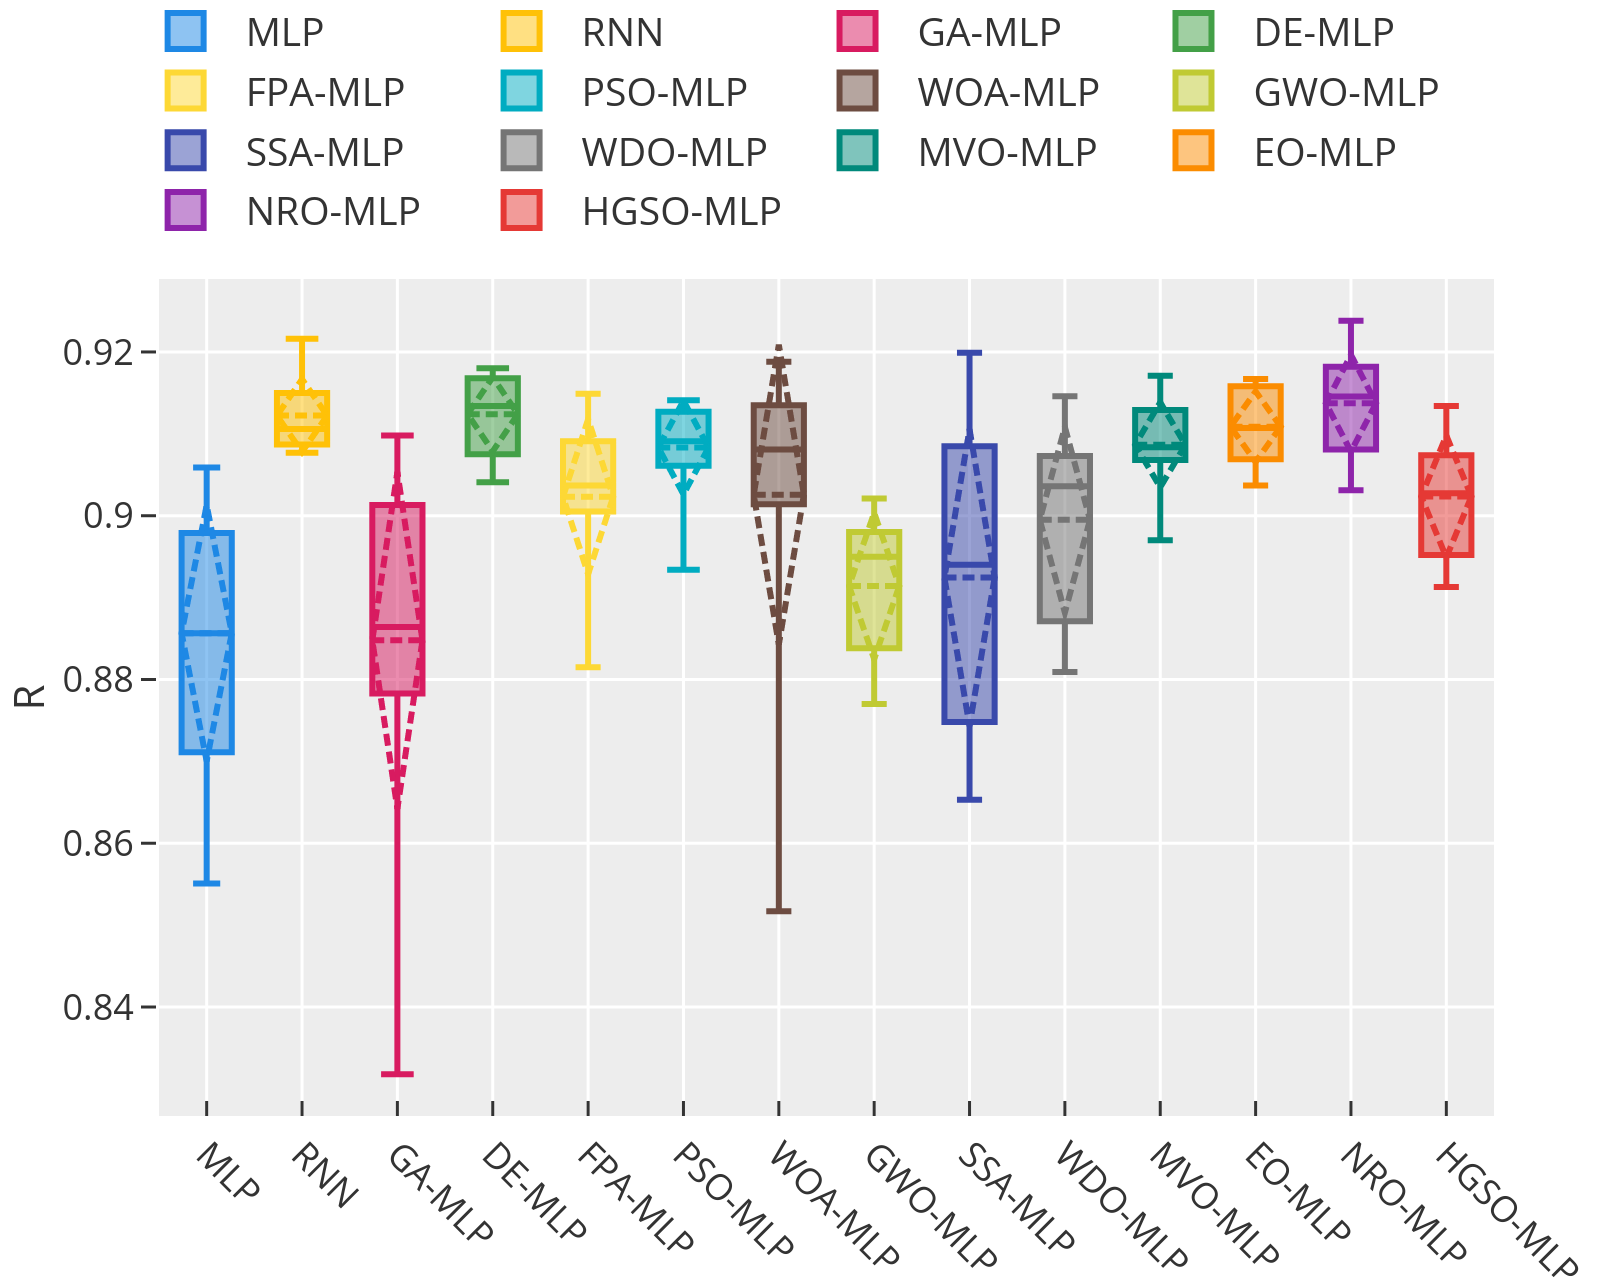 MLP RNN GA-MLP DE-MLP
FPA-MLP PSO-MLP WOA-MLP GWO-MLP
SSA-MLP WDO-MLP MVO-MLP EO-MLP
NRO-MLP HGSO-MLP
0.92
0.9
0.88
0.86
0.84
R
MLP RNN GA-MLP DE-MLP FPA-MLP PSO-MLP WOA-MLP GWO-MLP SSA-MLP WDO-MLP MVO-MLP EO-MLP NRO-MLP HGSO-MLP